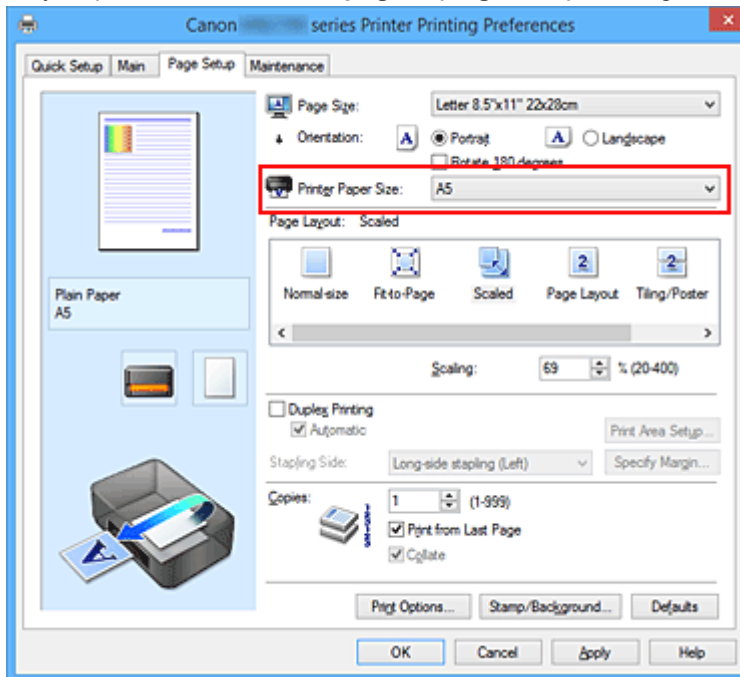 Canon series Printer Printing Preferences
Quick Setup Main Page Setup Maintenance
Page Size: Letter 8.5"x11" 22x28cm
Orientation: A Portrait A Landscape
Rotate 180 degrees
Printer Paper Size: A5
Page Layout: Scaled
2 2
Normal-size Fit-to-Page Scaled Page Layout Tiling/Poster
Plain Paper
A5
Scaling: 69 % (20-400)
Duplex Printing
Automatic
Print Area Setup...
Stapling Side: Long-side stapling (Left) Specify Margin...
Copies: 1 (1-999)
Print from Last Page
Collate
Print Options... Stamp/Background... Defaults
OK Cancel Apply Help